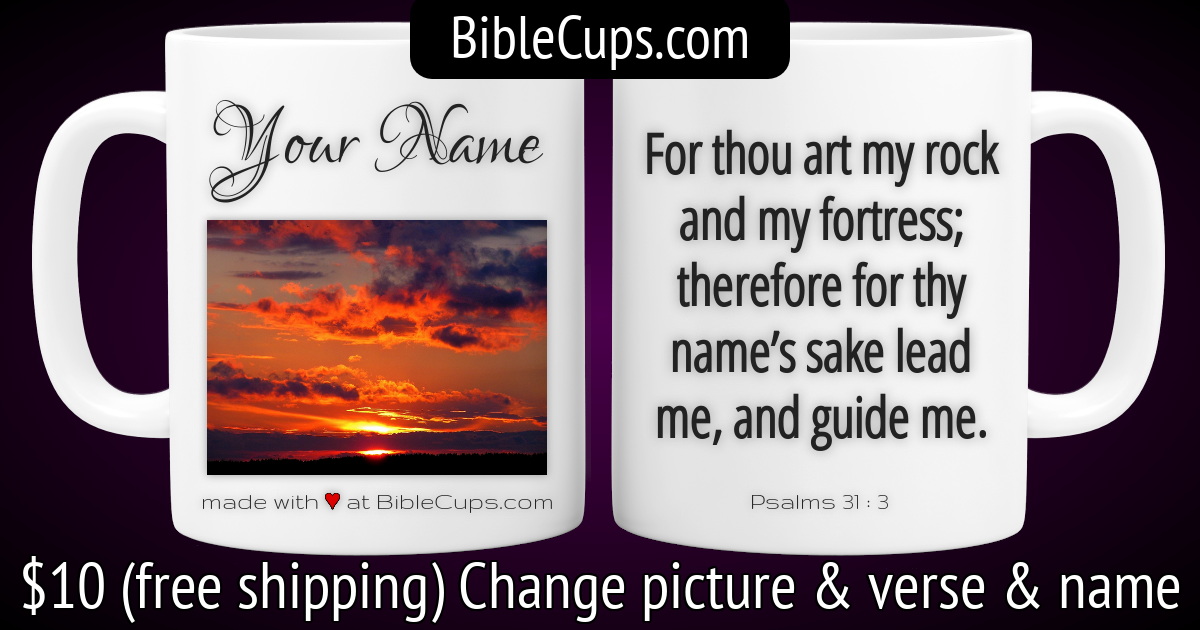 BibleCups.com
Your Name
made with ♥ at BibleCups.com
For thou art my rock
and my fortress;
therefore for thy
name’s sake lead
me, and guide me.
Psalms 31 : 3
$10 (free shipping) Change picture & verse & name